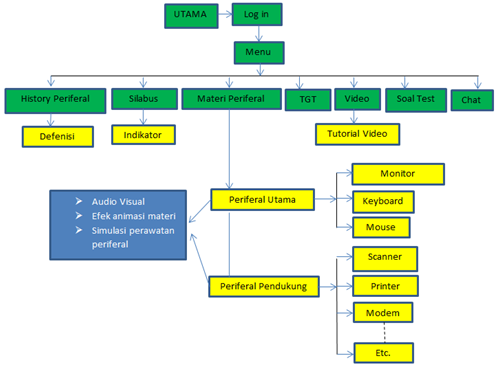 UTAMA
Log in
Menu
History Periferal
Silabus
Materi Periferal
TGT
Video
Soal Test
Chat
Defenisi
Indikator
Tutorial Video
Audio Visual
Efek animasi materi
Simulasi perawatan
periferal
Periferal Utama
Monitor
Keyboard
Mouse
Periferal Pendukung
Scanner
Printer
Modem
Etc.